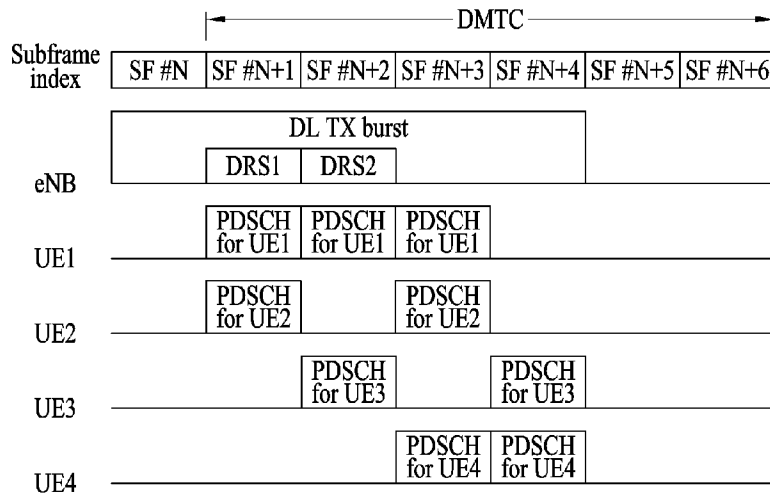 DMTC
Subframe
index
SF #N SF #N+1 SF #N+2 SF #N+3 SF #N+4 SF #N+5 SF #N+6
DL TX burst
DRS1 DRS2
eNB
PDSCH PDSCH PDSCH
for UE1 for UE1 for UE1
UE1
PDSCH PDSCH
for UE2 for UE2
UE2
PDSCH PDSCH
for UE3 for UE3
UE3
PDSCH PDSCH
for UE4 for UE4
UE4